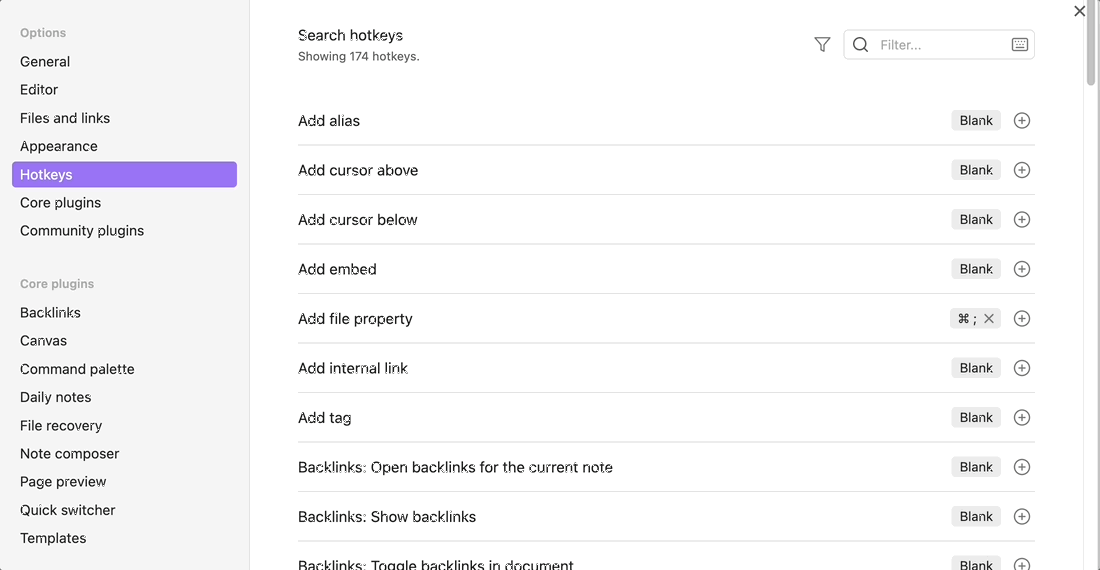 Options
General
Editor
Files and links
Appearance
Hotkeys
Core plugins
Community plugins
Core plugins
Backlinks
Canvas
Command palette
Daily notes
File recovery
Note composer
Page preview
Quick switcher
Templates
Search hotkeys
Showing 174 hotkeys.
Filter...
Add alias Blank
Add cursor above Blank
Add cursor below Blank
Add embed Blank
Add file property ⌘ ;
Add internal link Blank
Add tag Blank
Backlinks: Open backlinks for the current note Blank
Backlinks: Show backlinks Blank
Backlinks: Toggle backlinks in document Blank